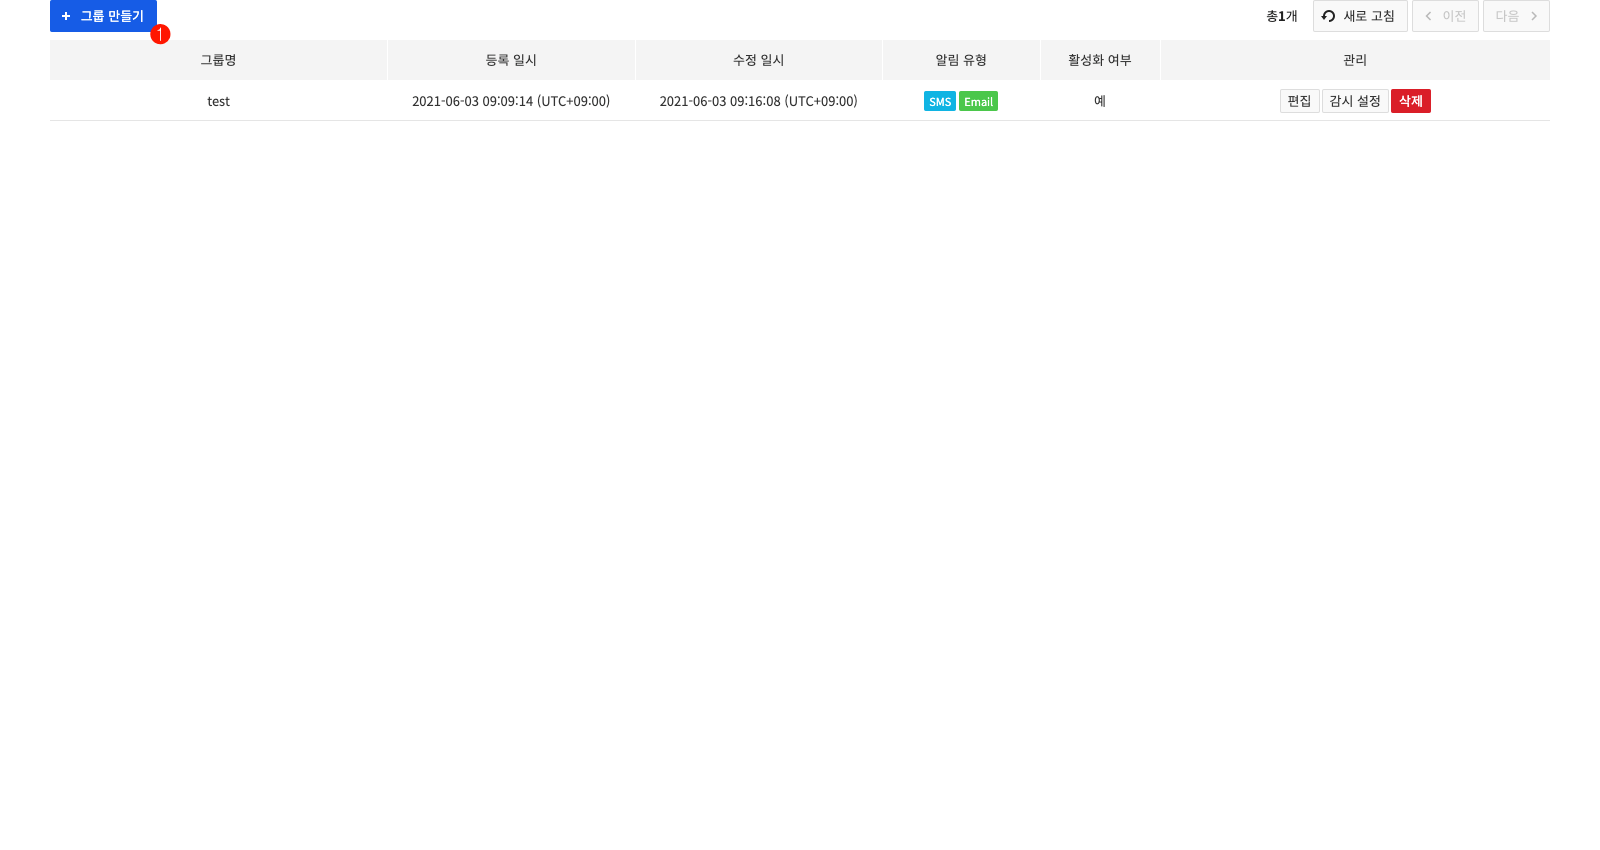 + 그룹 만들기
1
총1개 새로 고침 < 이전 다음 >
그룹명 등록 일시 수정 일시 알림 유형 활성화 여부 관리
test 2021-06-03 09:09:14 (UTC+09:00) 2021-06-03 09:16:08 (UTC+09:00) SMS Email 예 편집 감시 설정 삭제